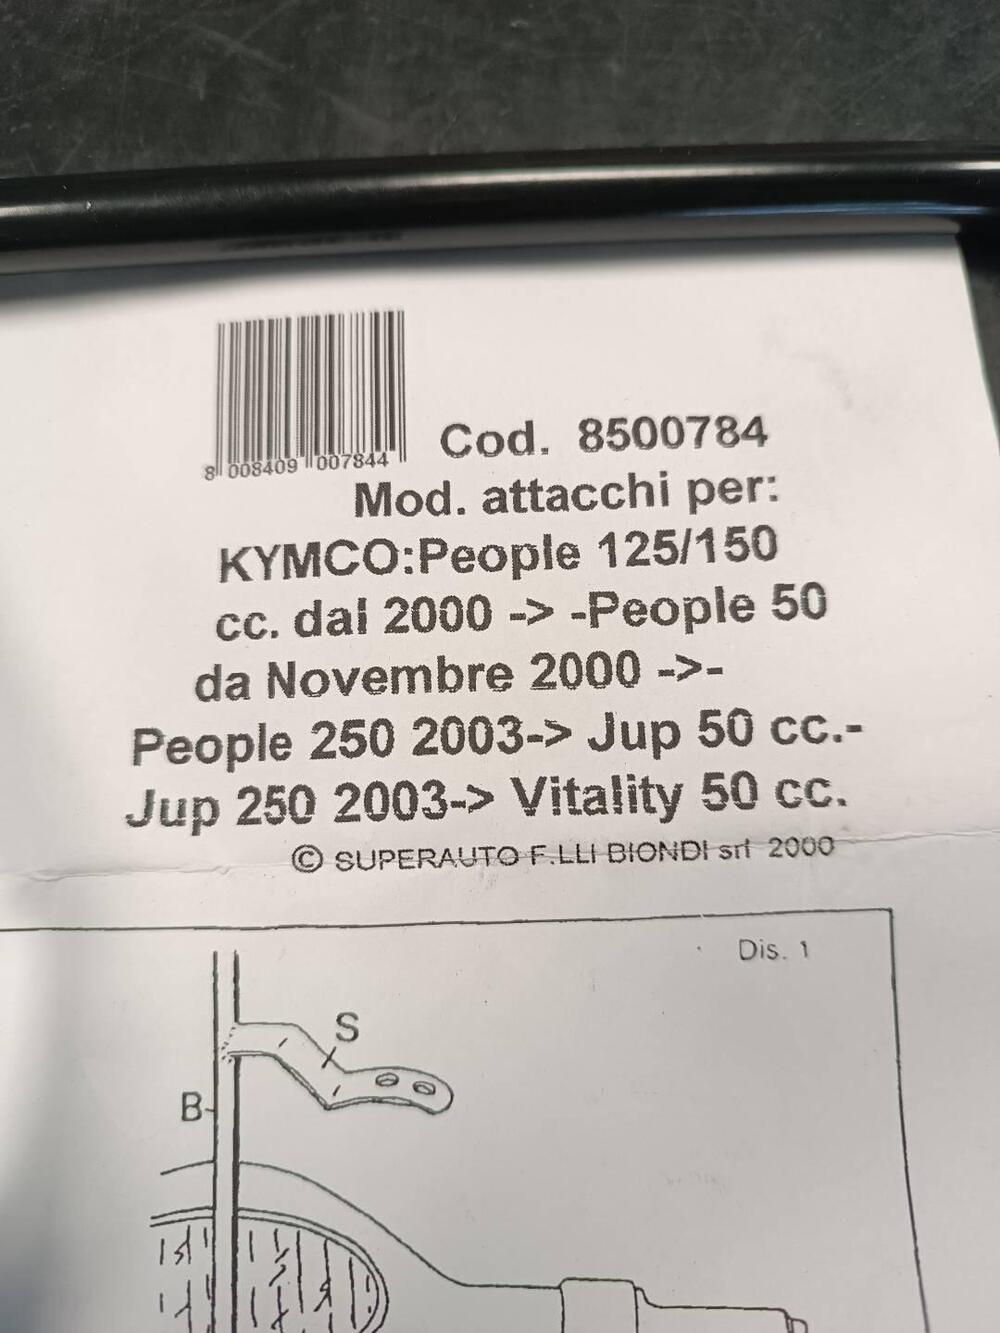 8 008409 007844
Cod. 8500784
Mod. attacchi per:
KYMCO:People 125/150
cc. dal 2000 -> -People 50
da Novembre 2000 ->-
People 250 2003-> Jup 50 cc.-
Jup 250 2003-> Vitality 50 cc.
© SUPERAUTO F.LLI BIONDI srl 2000
Dis. 1
S
B